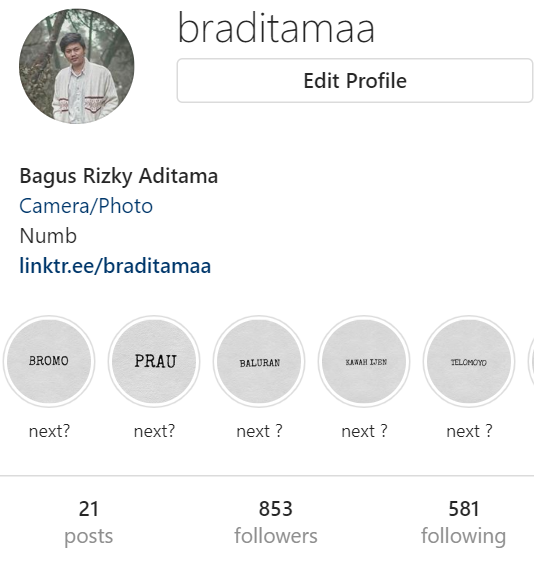 braditamaa
Edit Profile
Bagus Rizky Aditama
Camera/Photo
Numb
linktr.ee/braditamaa
BROMO PRAU BALURAN KAWAH IJEN TELOMOYO
next? next? next ? next ? next ?
21 853 581
posts followers following